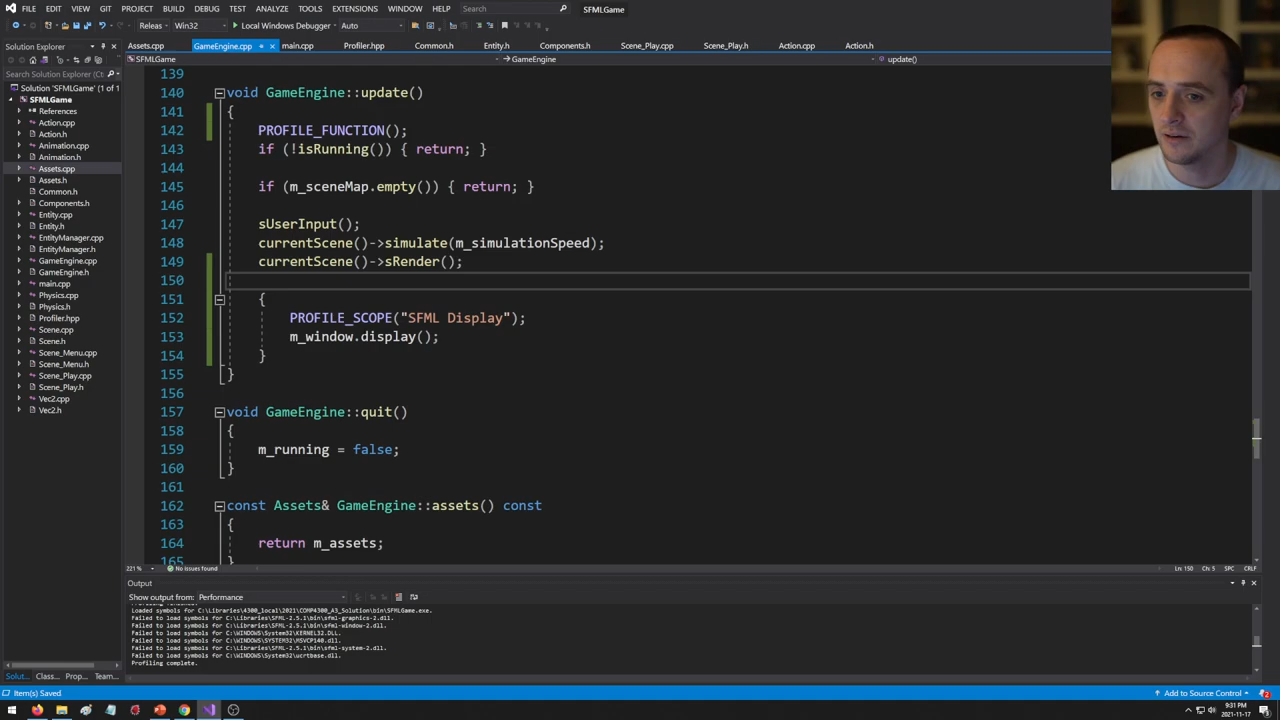 FILE EDIT VIEW GIT PROJECT BUILD DEBUG TEST ANALYZE TOOLS EXTENSIONS WINDOW HELP Search SFMLGame
Releas Win32 Local Windows Debugger Auto
Solution Explorer
Search Solution Explorer
Solution 'SFMLGame' (1 of 1
SFMLGame
References
Action.cpp
Action.h
Animation.cpp
Animation.h
Assets.cpp
Assets.h
Common.h
Components.h
Entity.cpp
Entity.h
EntityManager.cpp
EntityManager.h
GameEngine.cpp
GameEngine.h
main.cpp
Physics.cpp
Physics.h
Profiler.hpp
Scene.cpp
Scene.h
Scene_Menu.cpp
Scene_Menu.h
Scene_Play.cpp
Scene_Play.h
Vec2.cpp
Vec2.h
Solut... Class... Prop... Team...
Assets.cpp GameEngine.cpp main.cpp Profiler.hpp Common.h Entity.h Components.h Scene_Play.cpp Scene_Play.h Action.cpp Action.h
SFMLGame GameEngine update()
139
140 void GameEngine::update()
141 {
142 PROFILE_FUNCTION();
143 if (!isRunning()) { return; }
144
145 if (m_sceneMap.empty()) { return; }
146
147 sUserInput();
148 currentScene()->simulate(m_simulationSpeed);
149 currentScene()->sRender();
150
151 {
152 PROFILE_SCOPE("SFML Display");
153 m_window.display();
154 }
155 }
156
157 void GameEngine::quit()
158 {
159 m_running = false;
160 }
161
162 const Assets& GameEngine::assets() const
163 {
164 return m_assets;
165 }
221 % No issues found Ln: 150 Ch: 5 SPC CRLF
Output
Show output from: Performance
Loaded symbols for C:\Libraries\4300_local\2021\COMP4300_A3_Solution\bin\SFMLGame.exe.
Failed to load symbols for C:\Libraries\SFML-2.5.1\bin\sfml-graphics-2.dll.
Failed to load symbols for C:\Libraries\SFML-2.5.1\bin\sfml-window-2.dll.
Failed to load symbols for C:\WINDOWS\System32\KERNEL32.DLL.
Failed to load symbols for C:\WINDOWS\SYSTEM32\MSVCP140.dll.
Failed to load symbols for C:\Libraries\SFML-2.5.1\bin\sfml-system-2.dll.
Failed to load symbols for C:\WINDOWS\System32\ucrtbase.dll.
Profiling complete.
Item(s) Saved Add to Source Control 2
9:31 PM
2021-11-17